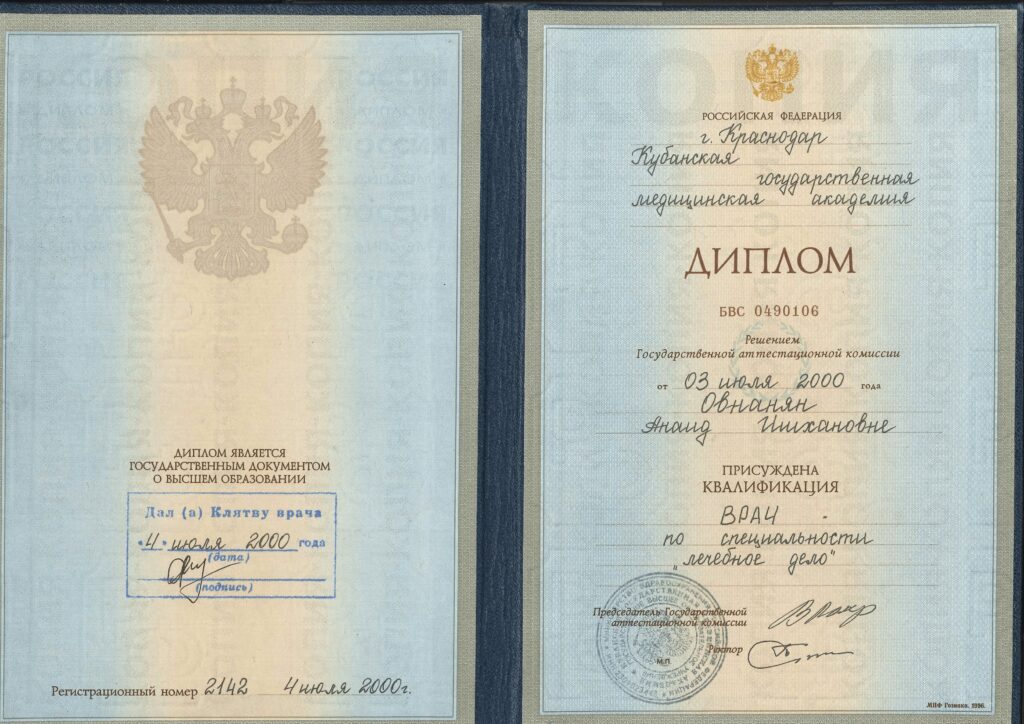 ДИПЛОМ ЯВЛЯЕТСЯ
ГОСУДАРСТВЕННЫМ ДОКУМЕНТОМ
О ВЫСШЕМ ОБРАЗОВАНИИ
Дал (а) Клятву врача
"4" июля 2000 года
(дата)
(подпись)
Регистрационный номер 2142 4 июля 2000г.
РОССИЙСКАЯ ФЕДЕРАЦИЯ
г. Краснодар
Кубанская
государственная
медицинская академия
ДИПЛОМ
БВС 0490106
Решением
Государственной аттестационной комиссии
от 03 июля 2000 года
Овнанян
Анаид Ишхановне
ПРИСУЖДЕНА
КВАЛИФИКАЦИЯ
ВРАЧ
по специальности
„лечебное дело"
Председатель Государственной
аттестационной комиссии
Ректор
М.П.
МПФ Гознака. 1996.